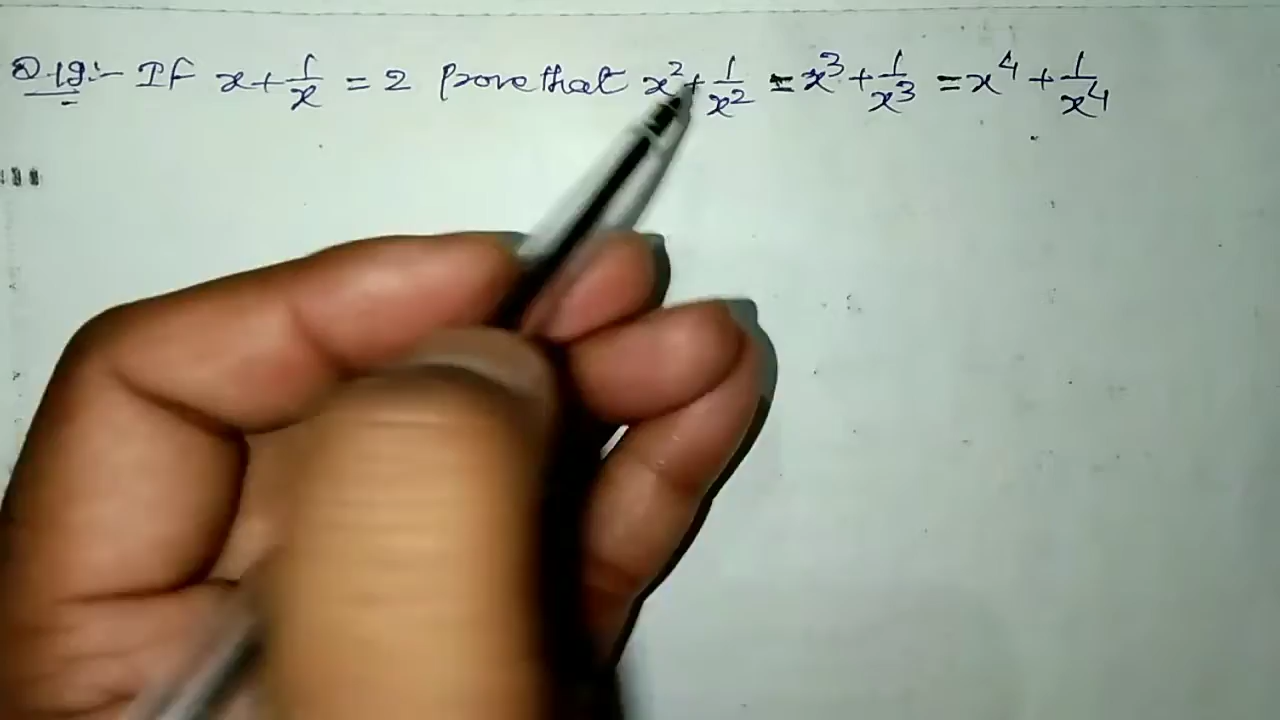 Q 19:- If x + 1/x = 2 prove that x² + 1/x² = x³ + 1/x³ = x⁴ + 1/x⁴